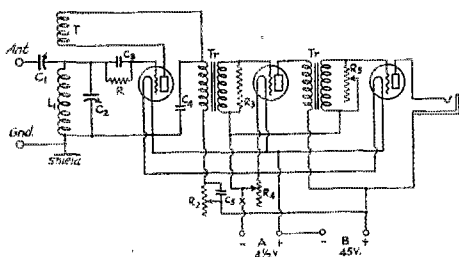 T
Ant
C1
C3
R
Tr
Tr
L1
C2
C4
R3
R5
Gnd.
Shield
R2
C5
R4
- A + - B +
4½V 45V.